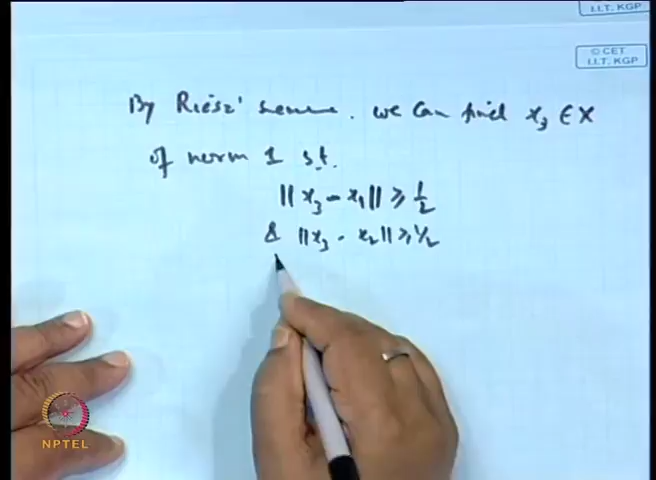 I.I.T. KGP
© CET
I.I.T. KGP
By Riesz' lemma. we can find x₃ ∈ X
of norm 1 s.t.
||x₃ - x₁|| ≥ 1/2
& ||x₃ - x₂|| ≥ 1/2
NPTEL